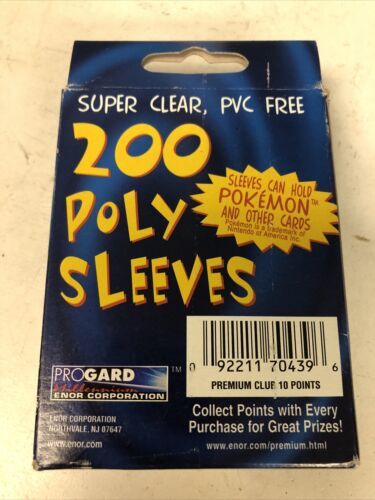 SUPER CLEAR, PVC FREE
200
POLY
SLEEVES
SLEEVES CAN HOLD
POKÉMON™
AND OTHER CARDS
Pokémon is a trademark of
Nintendo of America Inc.
PROGARD™
Millennium
ENOR CORPORATION
ENOR CORPORATION
NORTHVALE, NJ 07647
www.enor.com
0 92211 70439 6
PREMIUM CLUB 10 POINTS
Collect Points with Every
Purchase for Great Prizes!
www.enor.com/premium.html